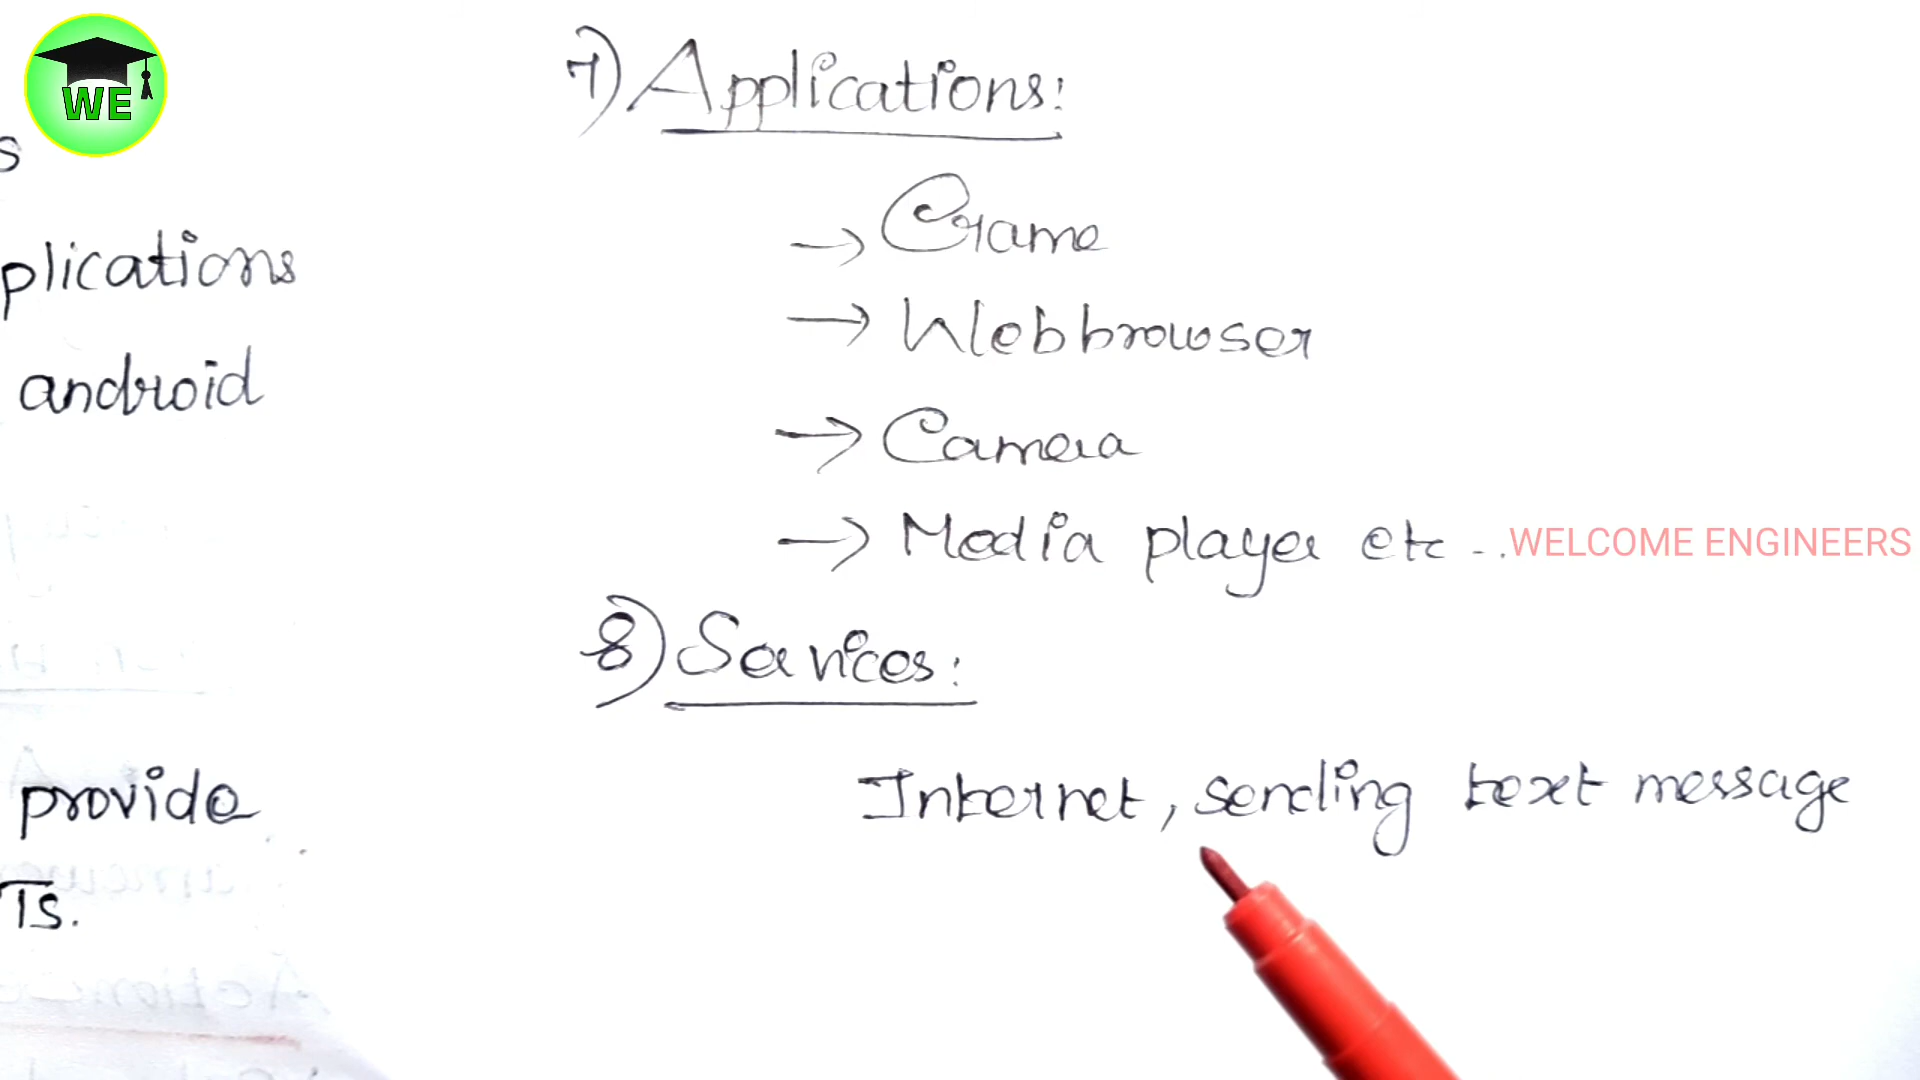 WE
7) Applications:
s
→ Game
plications
→ Webbrowser
android
→ Camera
→ Media player etc - ..
WELCOME ENGINEERS
8) Services:
Internet, sending text message
provide
Ts.